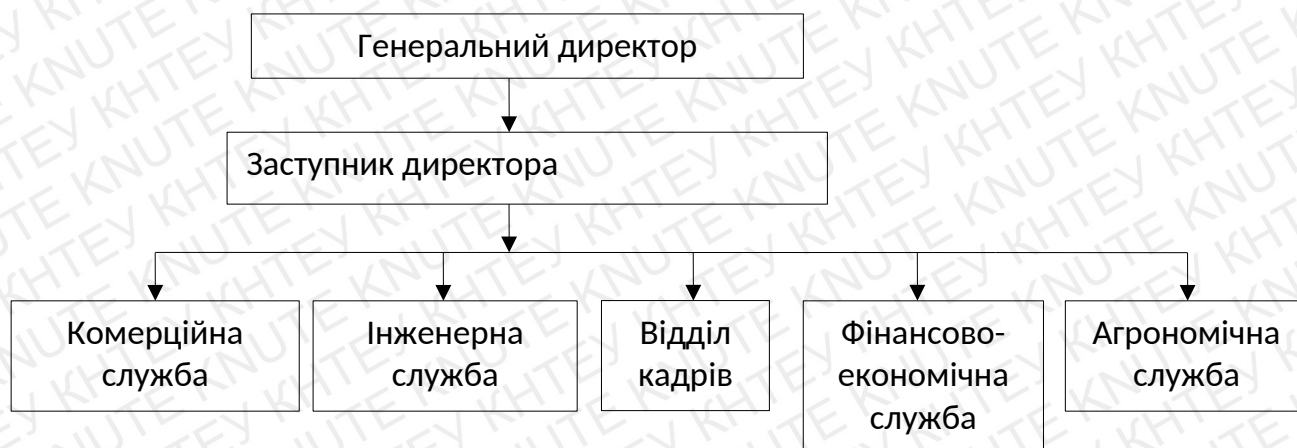 Генеральний директор
Заступник директора
Комерційна
служба
Інженерна
служба
Відділ
кадрів
Фінансово-
економічна
служба
Агрономічна
служба